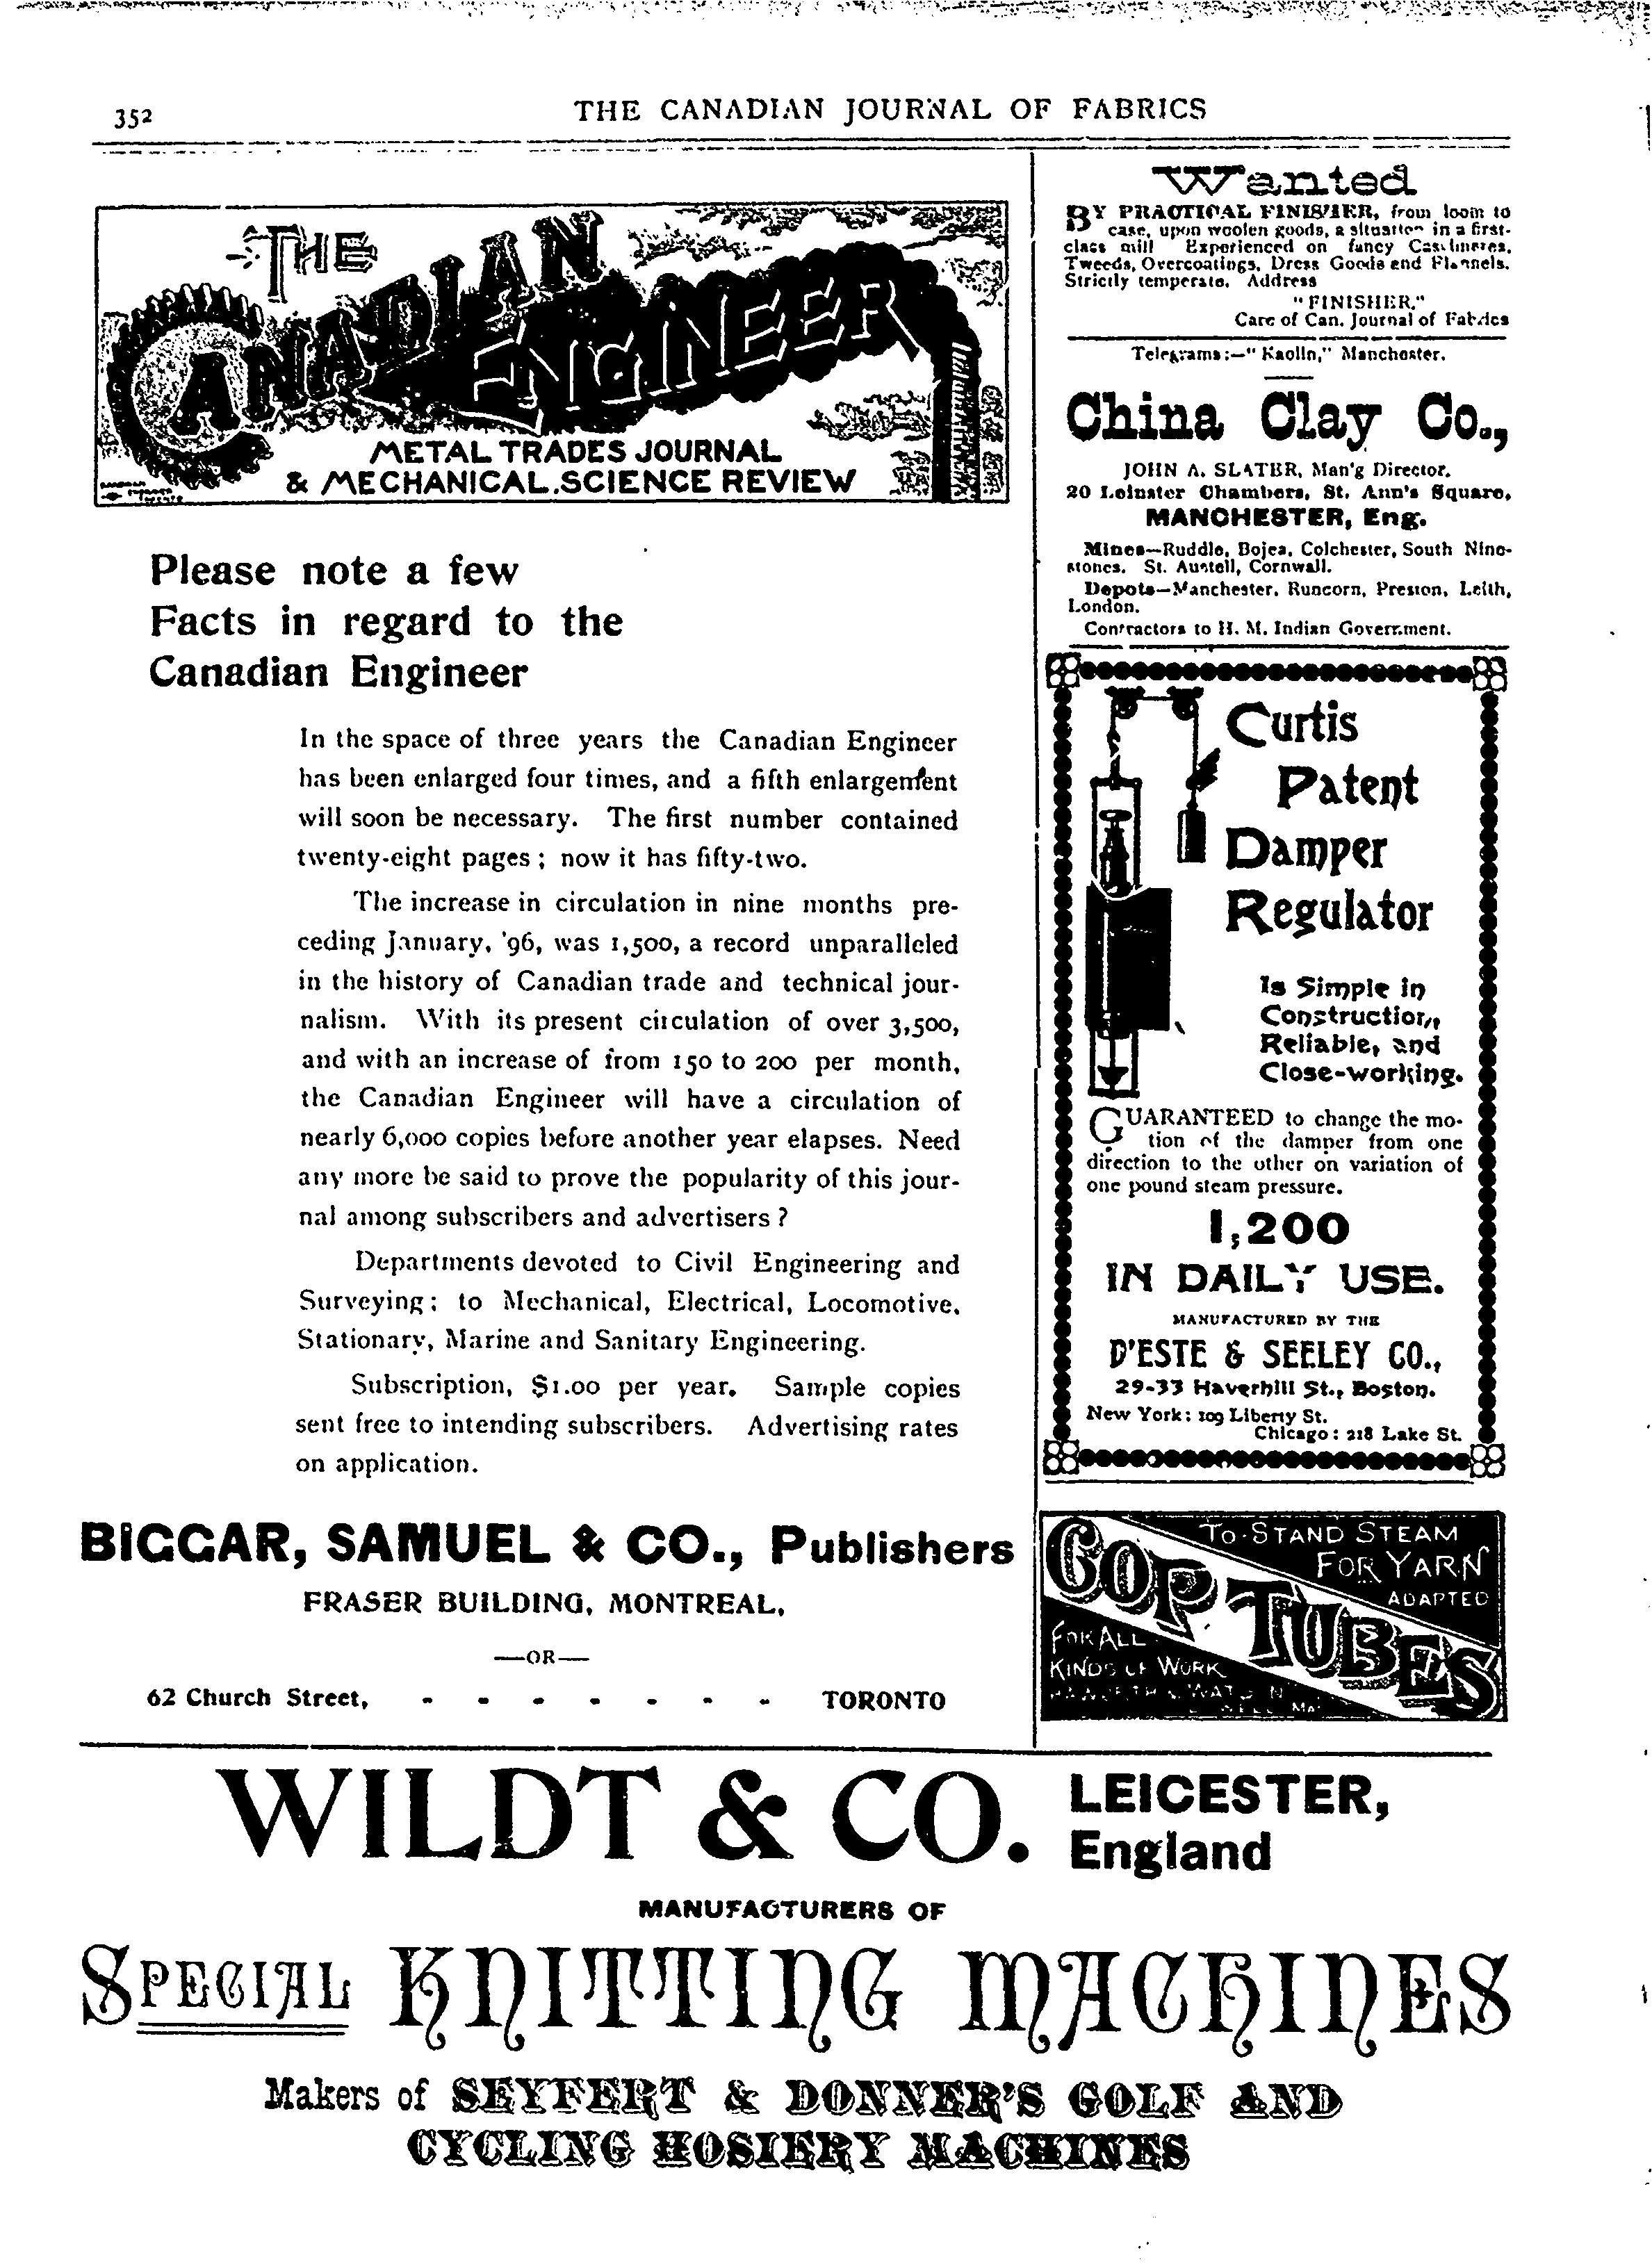 352
THE CANADIAN JOURNAL OF FABRICS
THE
CANADIAN
ENGINEER
METAL TRADES JOURNAL
& MECHANICAL SCIENCE REVIEW
Please note a few
Facts in regard to the
Canadian Engineer
In the space of three years the Canadian Engineer
has been enlarged four times, and a fifth enlargement
will soon be necessary. The first number contained
twenty-eight pages ; now it has fifty-two.
The increase in circulation in nine months pre-
ceding January, '96, was 1,500, a record unparalleled
in the history of Canadian trade and technical jour-
nalism. With its present circulation of over 3,500,
and with an increase of from 150 to 200 per month,
the Canadian Engineer will have a circulation of
nearly 6,000 copies before another year elapses. Need
any more be said to prove the popularity of this jour-
nal among subscribers and advertisers ?
Departments devoted to Civil Engineering and
Surveying; to Mechanical, Electrical, Locomotive,
Stationary, Marine and Sanitary Engineering.
Subscription, $1.00 per year. Sample copies
sent free to intending subscribers. Advertising rates
on application.
BIGGAR, SAMUEL & CO., Publishers
FRASER BUILDING, MONTREAL,
—OR—
62 Church Street, - - - - - - - TORONTO
Wanted
BY PRACTICAL FINISHER, from loom to
case, upon woolen goods, a situation in a first-
class mill Experienced on fancy Cassimeres,
Tweeds, Overcoatings, Dress Goods and Flannels.
Strictly temperate. Address
"FINISHER,"
Care of Can. Journal of Fabrics
Telegrams:—"Kaolin," Manchester.
China Clay Co.,
JOHN A. SLATER, Man'g Director.
20 Leinster Chambers, St. Ann's Square,
MANCHESTER, Eng.
Mines—Ruddle, Bojea, Colchester, South Nine-
stones. St. Austell, Cornwall.
Depots—Manchester, Runcorn, Preston, Leith,
London.
Contractors to H. M. Indian Government.
Curtis
Patent
Damper
Regulator
Is Simple in
Construction,
Reliable, and
Close-working.
GUARANTEED to change the mo-
tion of the damper from one
direction to the other on variation of
one pound steam pressure.
1,200
IN DAILY USE.
MANUFACTURED BY THE
D'ESTE & SEELEY CO.,
29-33 Haverhill St., Boston.
New York: 109 Liberty St.
Chicago: 218 Lake St.
TO STAND STEAM
FOR YARN
ADAPTED
COP TUBES
FOR ALL
KINDS OF WORK
WILDT & CO. LEICESTER,
England
MANUFACTURERS OF
SPECIAL KNITTING MACHINES
Makers of SEYFERT & DONNER'S GOLF AND
CYCLING HOSIERY MACHINES